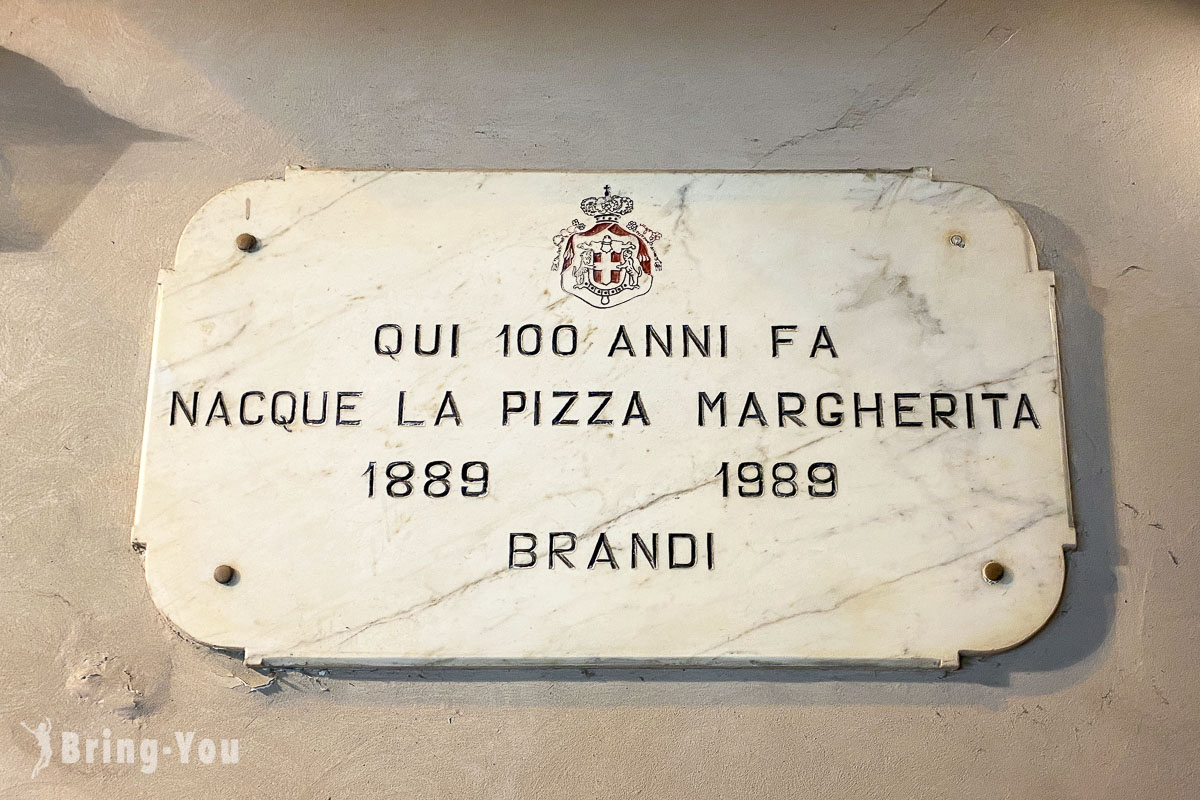 QUI 100 ANNI FA
NACQUE LA PIZZA MARGHERITA
1889 1989
BRANDI
Bring-You